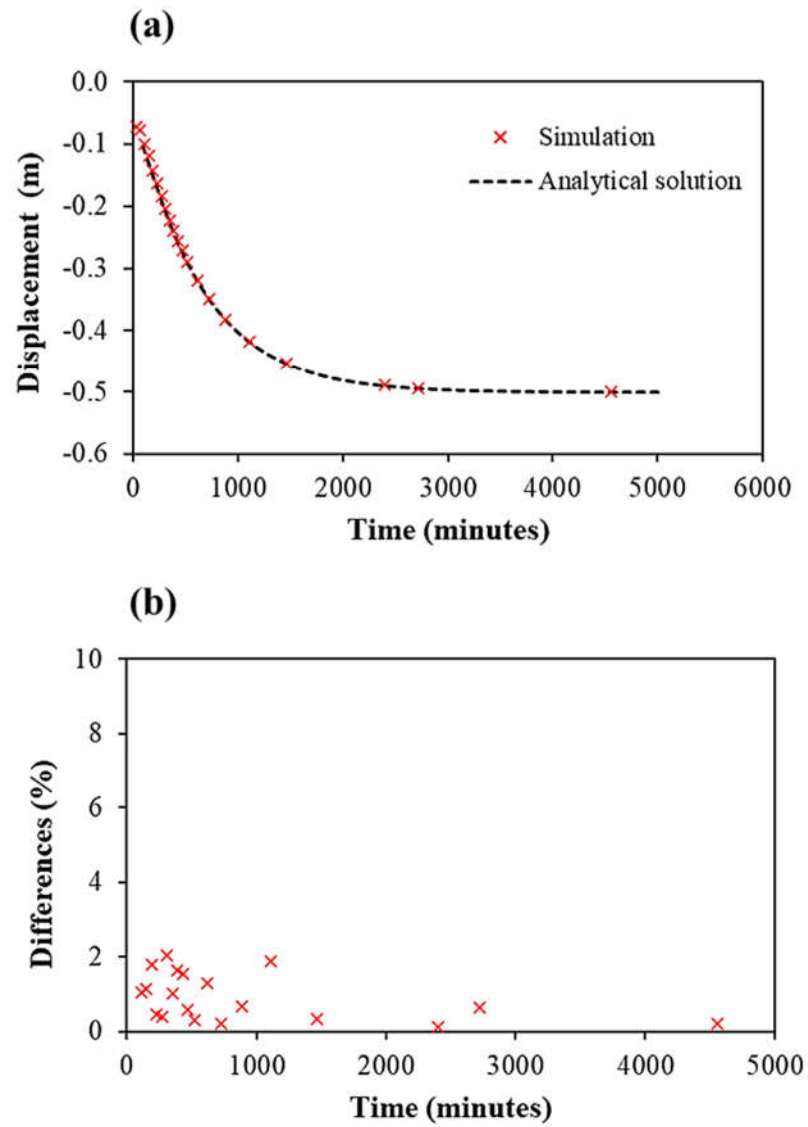 (a)
0.0
-0.1
-0.2
-0.3
-0.4
-0.5
-0.6
Displacement (m)
Simulation
Analytical solution
0 1000 2000 3000 4000 5000 6000
Time (minutes)
(b)
10
8
6
4
2
0
Differences (%)
0 1000 2000 3000 4000 5000
Time (minutes)